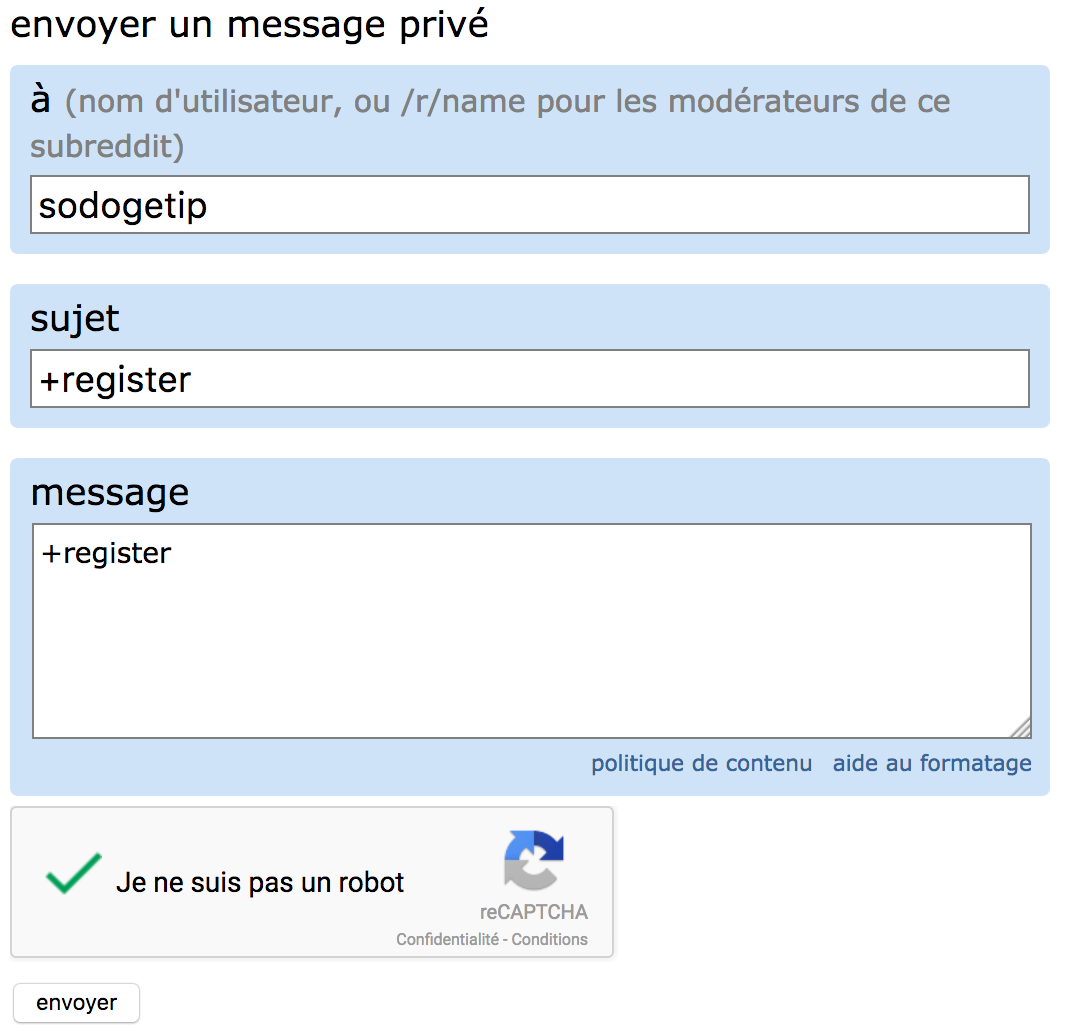 envoyer un message privé
à (nom d'utilisateur, ou /r/name pour les modérateurs de ce
subreddit)
sodogetip
sujet
+register
message
+register
politique de contenu aide au formatage
Je ne suis pas un robot
reCAPTCHA
Confidentialité - Conditions
envoyer